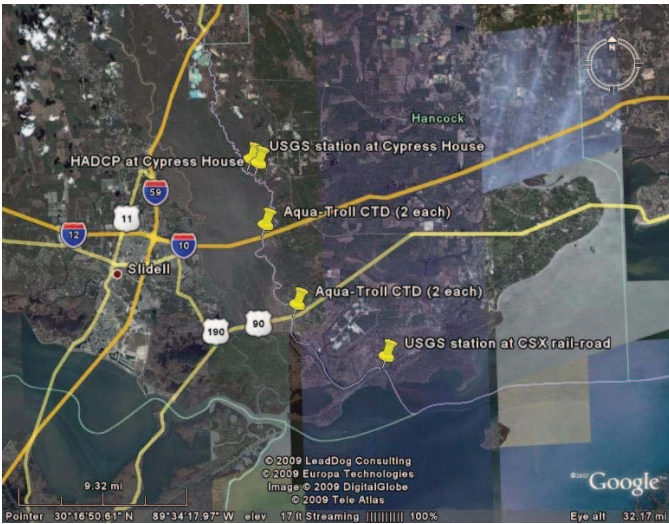 N
Hancock
USGS station at Cypress House
HADCP at Cypress House
59
11
Aqua-Troll CTD (2 each)
12
10
Slidell
Aqua-Troll CTD (2 each)
190
90
USGS station at CSX rail-road
© 2009 LeadDog Consulting
© 2009 Europa Technologies
Image © 2009 DigitalGlobe
© 2009 Tele Atlas
©2007 Google
9.32 mi
Pointer 30°16'50.61" N 89°34'17.97" W elev 17 ft Streaming |||||||||| 100% Eye alt 32.17 mi